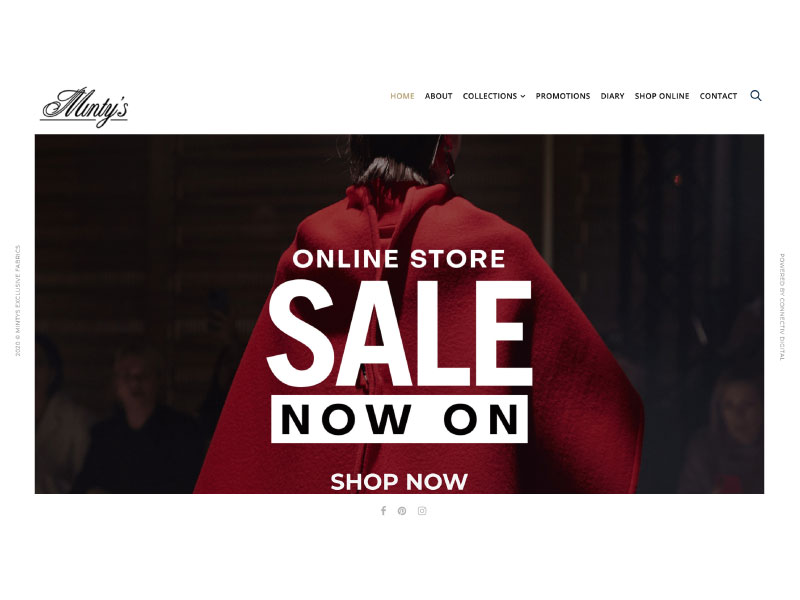 Minty's
HOME ABOUT COLLECTIONS PROMOTIONS DIARY SHOP ONLINE CONTACT
2020 © MINTYS EXCLUSIVE FABRICS
ONLINE STORE
SALE
NOW ON
SHOP NOW
POWERED BY CONNECTIV DIGITAL